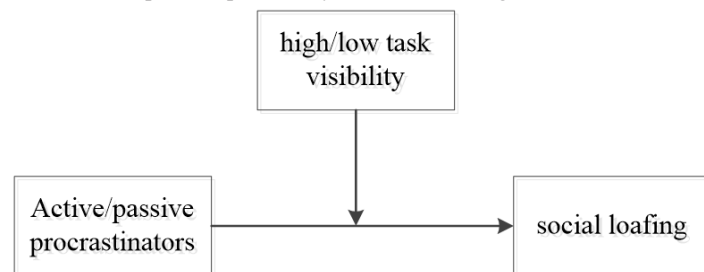 high/low task
visibility
Active/passive
procrastinators
social loafing